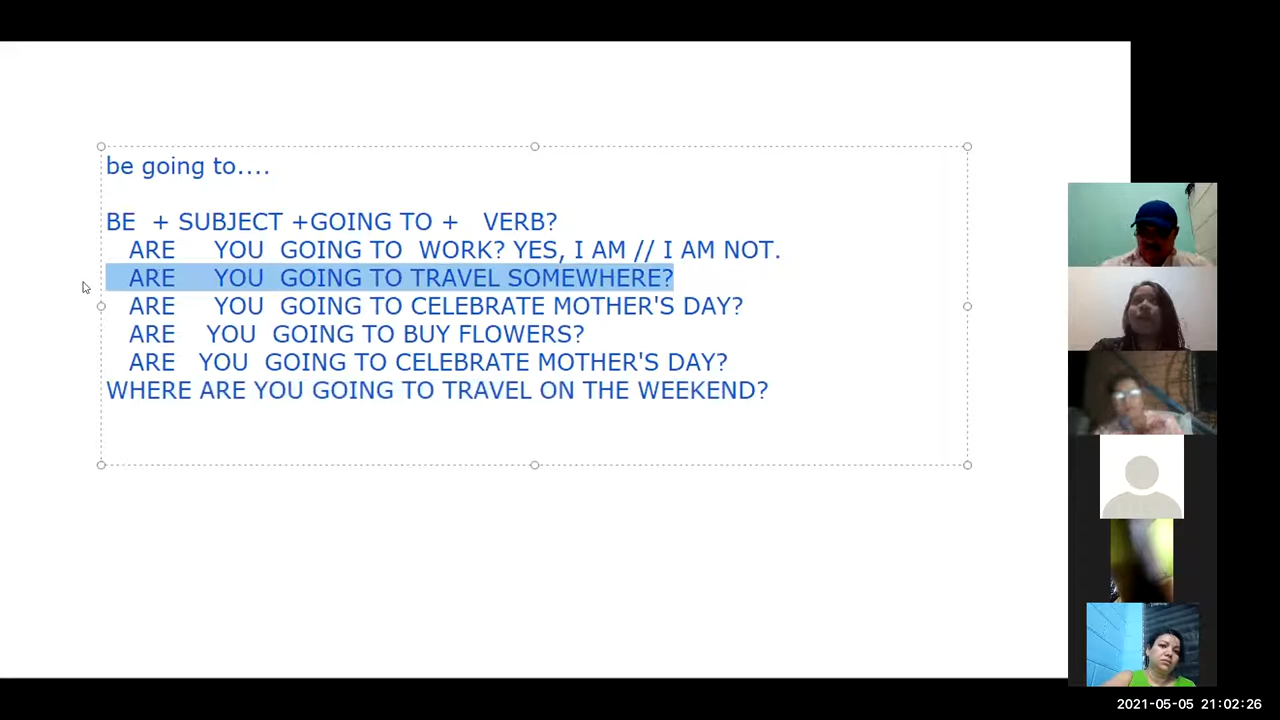 be going to....
BE + SUBJECT +GOING TO + VERB?
ARE YOU GOING TO WORK? YES, I AM // I AM NOT.
ARE YOU GOING TO TRAVEL SOMEWHERE?
ARE YOU GOING TO CELEBRATE MOTHER'S DAY?
ARE YOU GOING TO BUY FLOWERS?
ARE YOU GOING TO CELEBRATE MOTHER'S DAY?
WHERE ARE YOU GOING TO TRAVEL ON THE WEEKEND?
2021-05-05 21:02:26